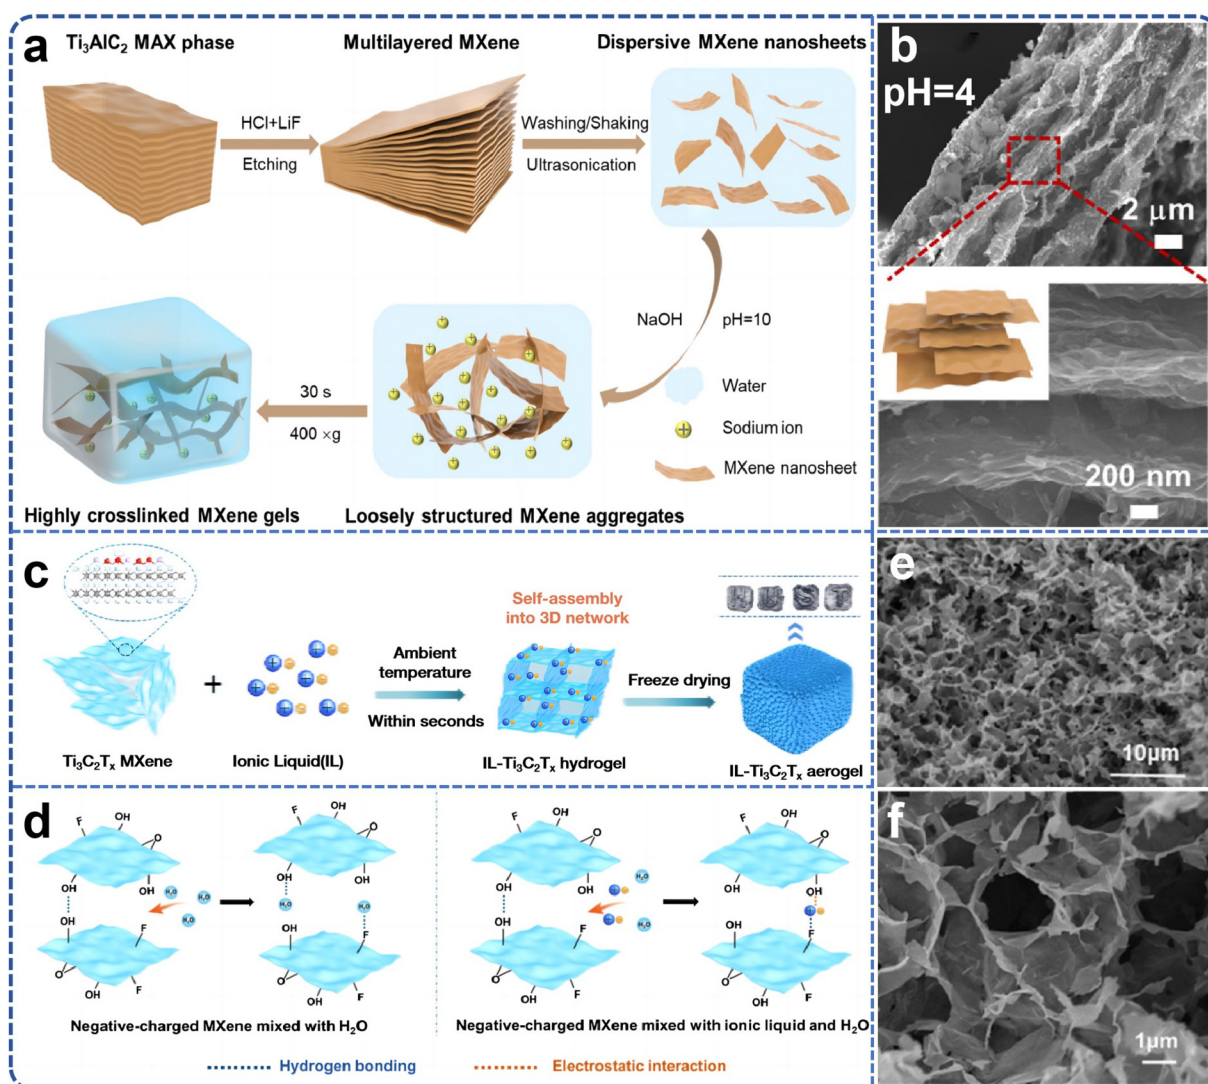 a
Ti₃AlC₂ MAX phase
Multilayered MXene
Dispersive MXene nanosheets
HCl+LiF
Etching
Washing/Shaking
Ultrasonication
NaOH
pH=10
Water
Sodium ion
MXene nanosheet
30 s
400 ×g
Highly crosslinked MXene gels
Loosely structured MXene aggregates
b
pH=4
2 μm
200 nm
c
Ti₃C₂Tₓ MXene
+
Ionic Liquid(IL)
Ambient
temperature
Within seconds
Self-assembly
into 3D network
IL-Ti₃C₂Tₓ hydrogel
Freeze drying
IL-Ti₃C₂Tₓ aerogel
d
F
OH
O
OH
OH
H₂O
H₂O
H₂O
OH
F
O
OH
F
F
OH
O
OH
OH
H₂O
H₂O
OH
F
O
OH
F
Negative-charged MXene mixed with H₂O
F
OH
O
OH
OH
H₂O
H₂O
OH
F
O
OH
F
F
OH
O
OH
OH
OH
F
O
OH
F
Negative-charged MXene mixed with ionic liquid and H₂O
Hydrogen bonding
Electrostatic interaction
e
10μm
f
1μm